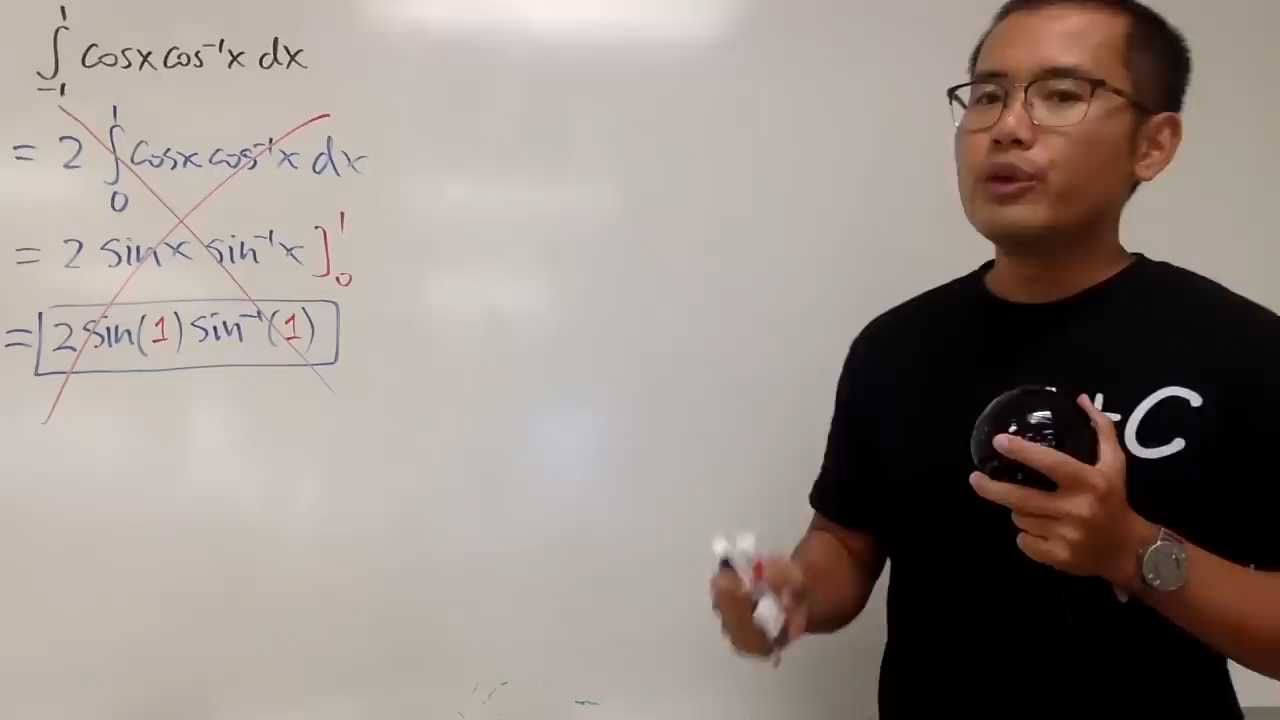 ∫₋₁¹ cosx cos⁻¹x dx
= 2 ∫₀¹ cosx cos⁻¹x dx
= 2 sinx sin⁻¹x ]₀¹
= 2 sin(1) sin⁻¹(1)
+C